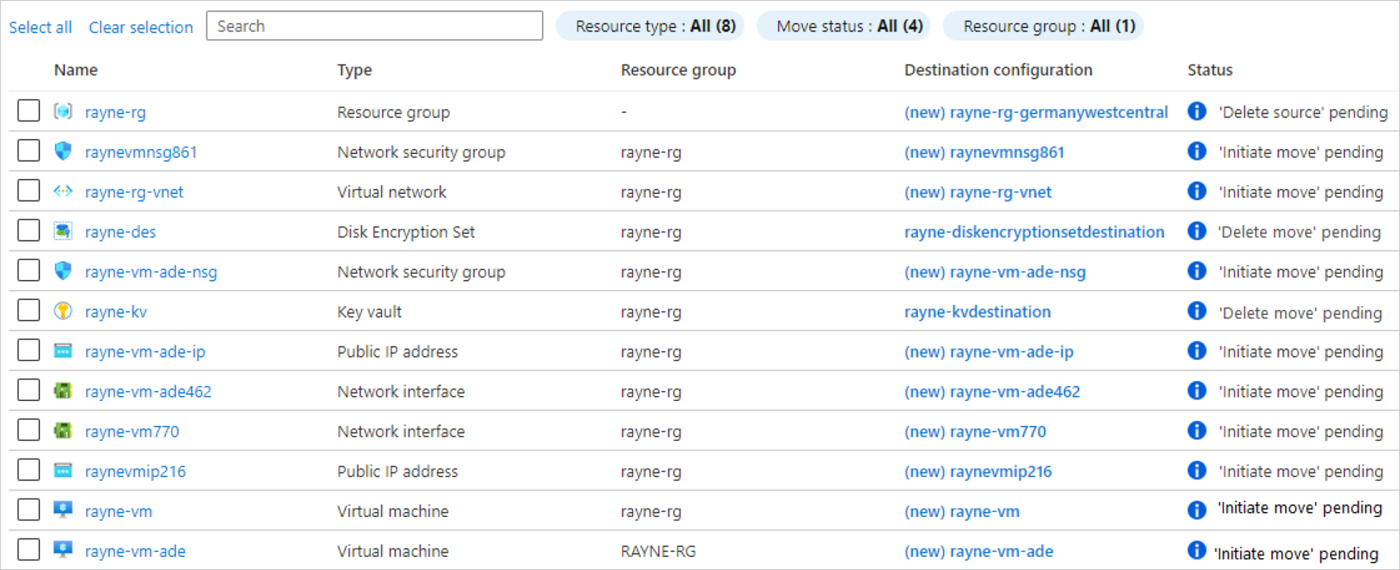 Select all Clear selection Search Resource type : All (8) Move status : All (4) Resource group : All (1)
Name Type Resource group Destination configuration Status
rayne-rg Resource group - (new) rayne-rg-germanywestcentral 'Delete source' pending
raynevmnsg861 Network security group rayne-rg (new) raynevmnsg861 'Initiate move' pending
rayne-rg-vnet Virtual network rayne-rg (new) rayne-rg-vnet 'Initiate move' pending
rayne-des Disk Encryption Set rayne-rg rayne-diskencryptionsetdestination 'Delete move' pending
rayne-vm-ade-nsg Network security group rayne-rg (new) rayne-vm-ade-nsg 'Initiate move' pending
rayne-kv Key vault rayne-rg rayne-kvdestination 'Delete move' pending
rayne-vm-ade-ip Public IP address rayne-rg (new) rayne-vm-ade-ip 'Initiate move' pending
rayne-vm-ade462 Network interface rayne-rg (new) rayne-vm-ade462 'Initiate move' pending
rayne-vm770 Network interface rayne-rg (new) rayne-vm770 'Initiate move' pending
raynevmip216 Public IP address rayne-rg (new) raynevmip216 'Initiate move' pending
rayne-vm Virtual machine rayne-rg (new) rayne-vm 'Initiate move' pending
rayne-vm-ade Virtual machine RAYNE-RG (new) rayne-vm-ade 'Initiate move' pending